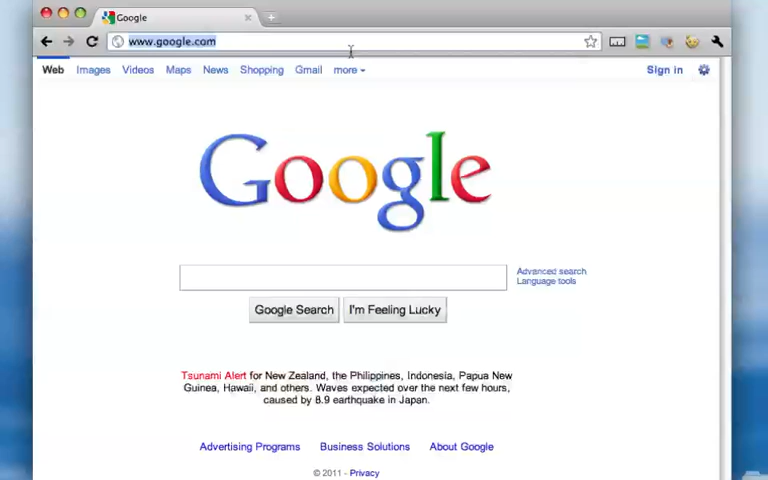 Google
www.google.com
Web Images Videos Maps News Shopping Gmail more Sign in
Google
Advanced search
Language tools
Google Search I'm Feeling Lucky
Tsunami Alert for New Zealand, the Philippines, Indonesia, Papua New
Guinea, Hawaii, and others. Waves expected over the next few hours,
caused by 8.9 earthquake in Japan.
Advertising Programs Business Solutions About Google
© 2011 - Privacy